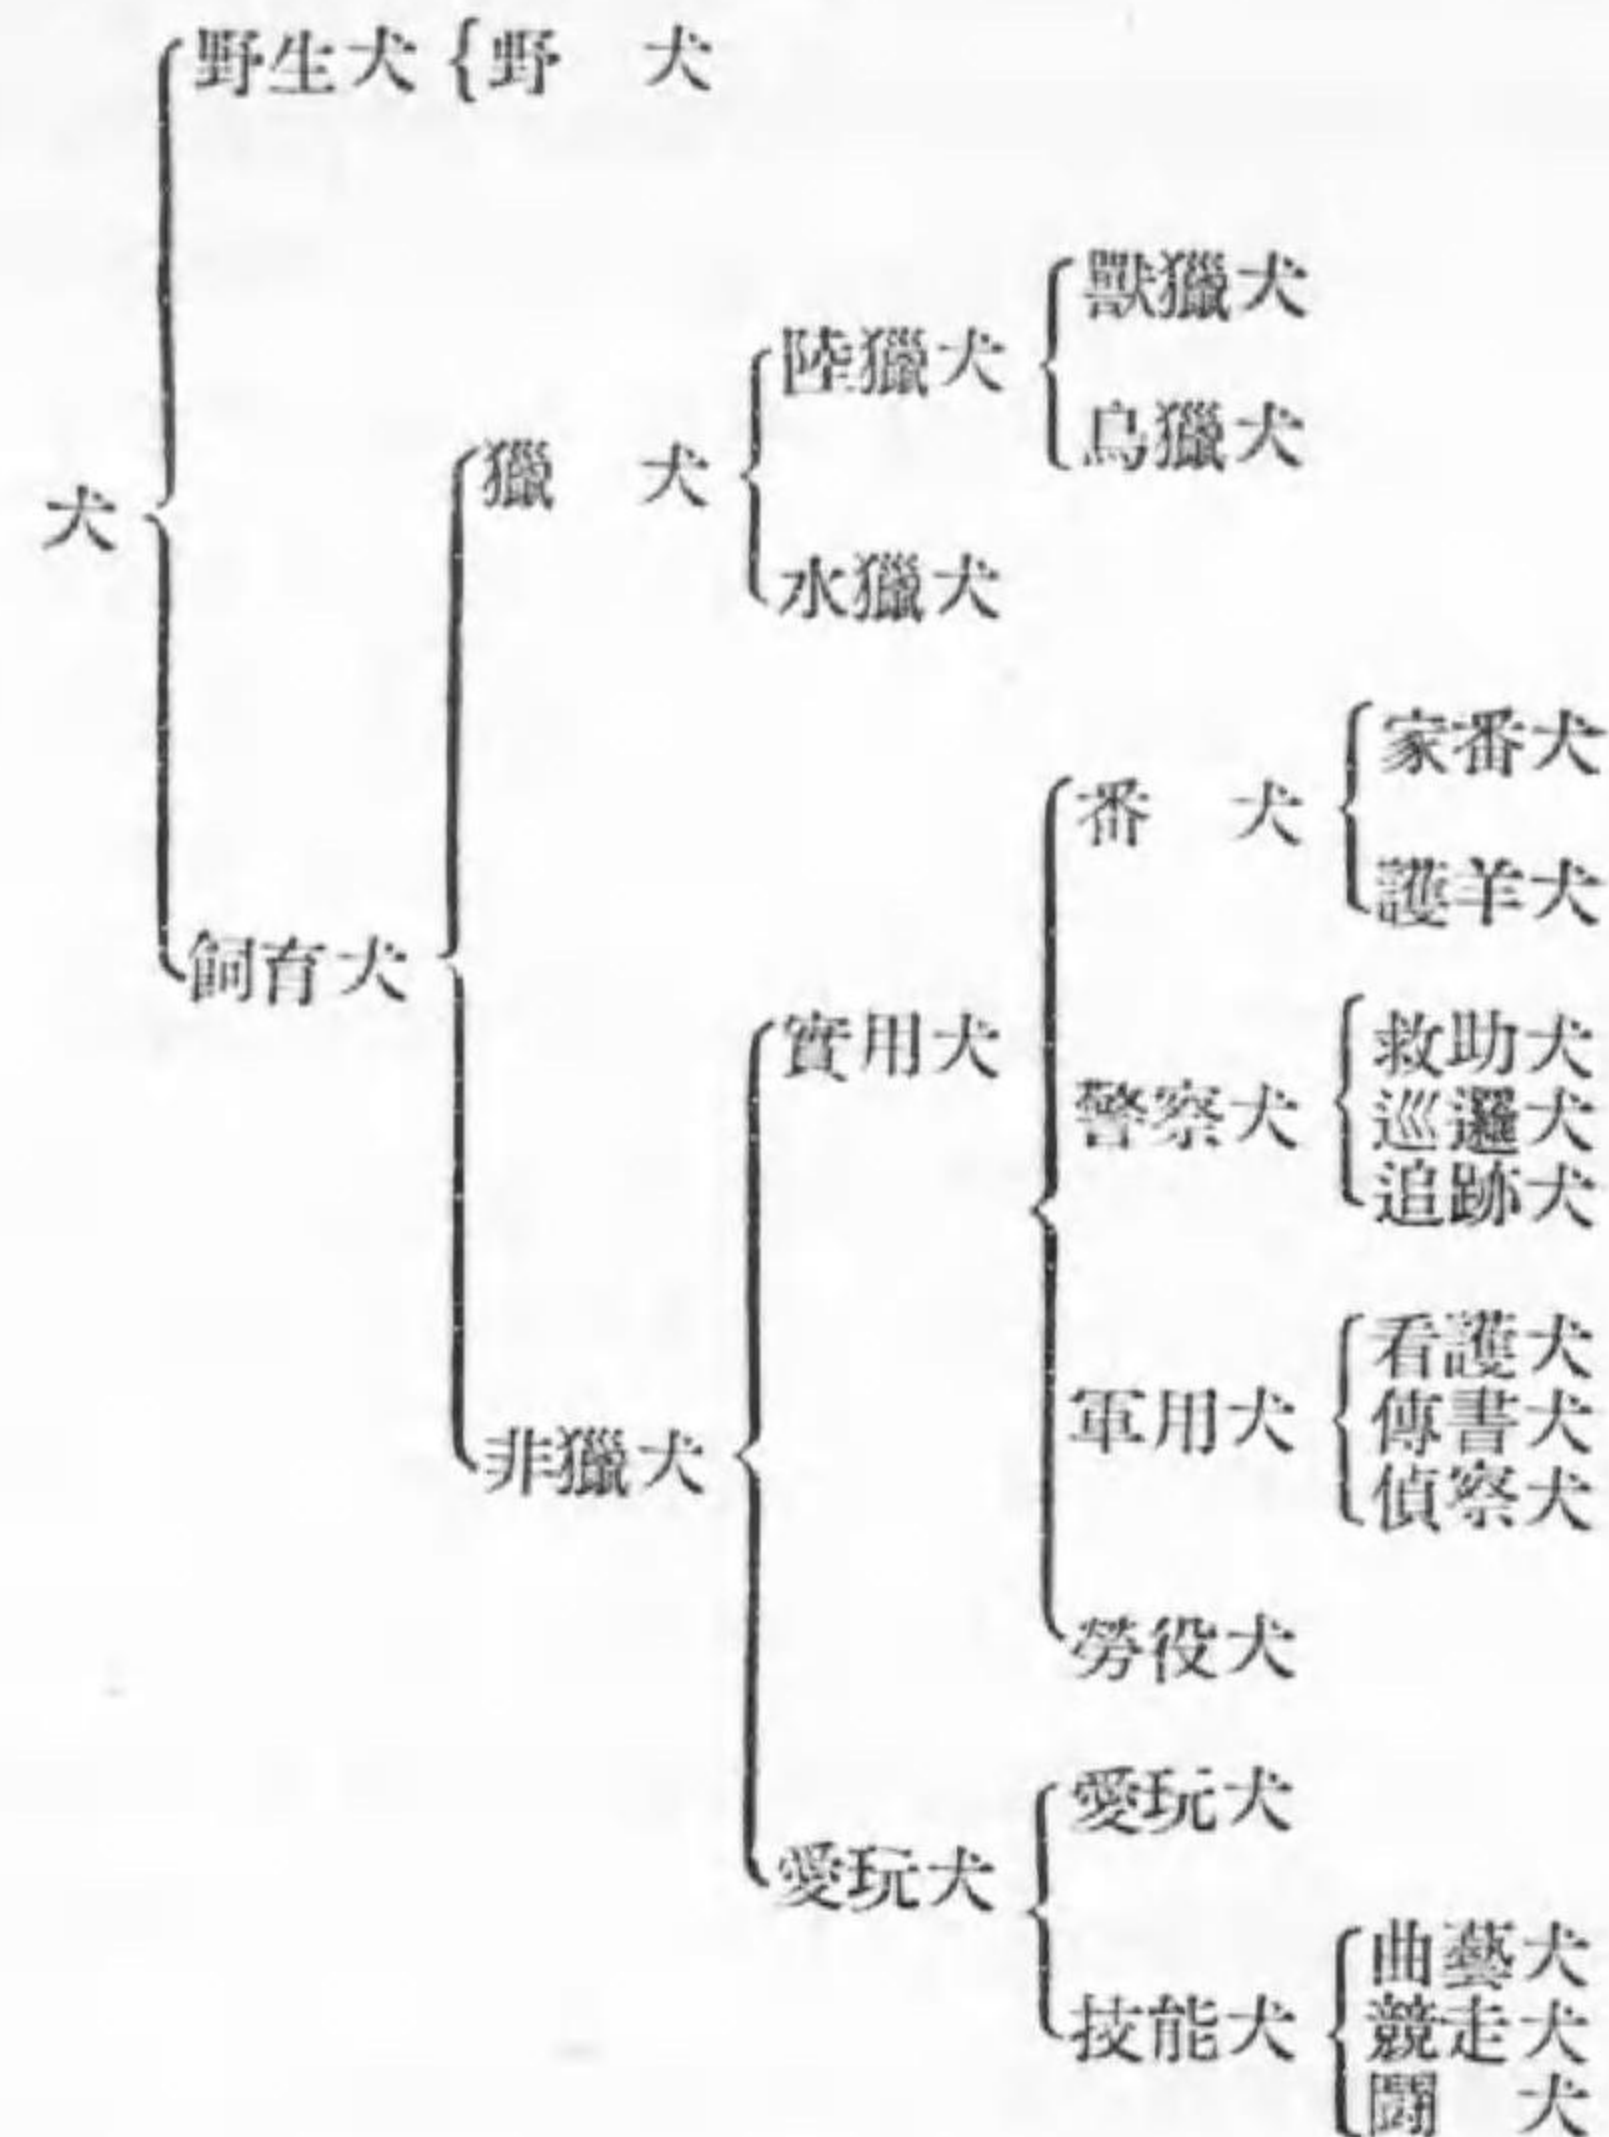 野生犬 野 犬
獸獵犬
陸獵犬
鳥獵犬
獵 犬
犬
水獵犬
家番犬
番 犬
護羊犬
飼育犬
實用犬
救助犬
警察犬
巡邏犬
追跡犬
看護犬
軍用犬
傳書犬
非獵犬
偵察犬
勞役犬
愛玩犬
愛玩犬
曲藝犬
技能犬
競走犬
鬪 犬